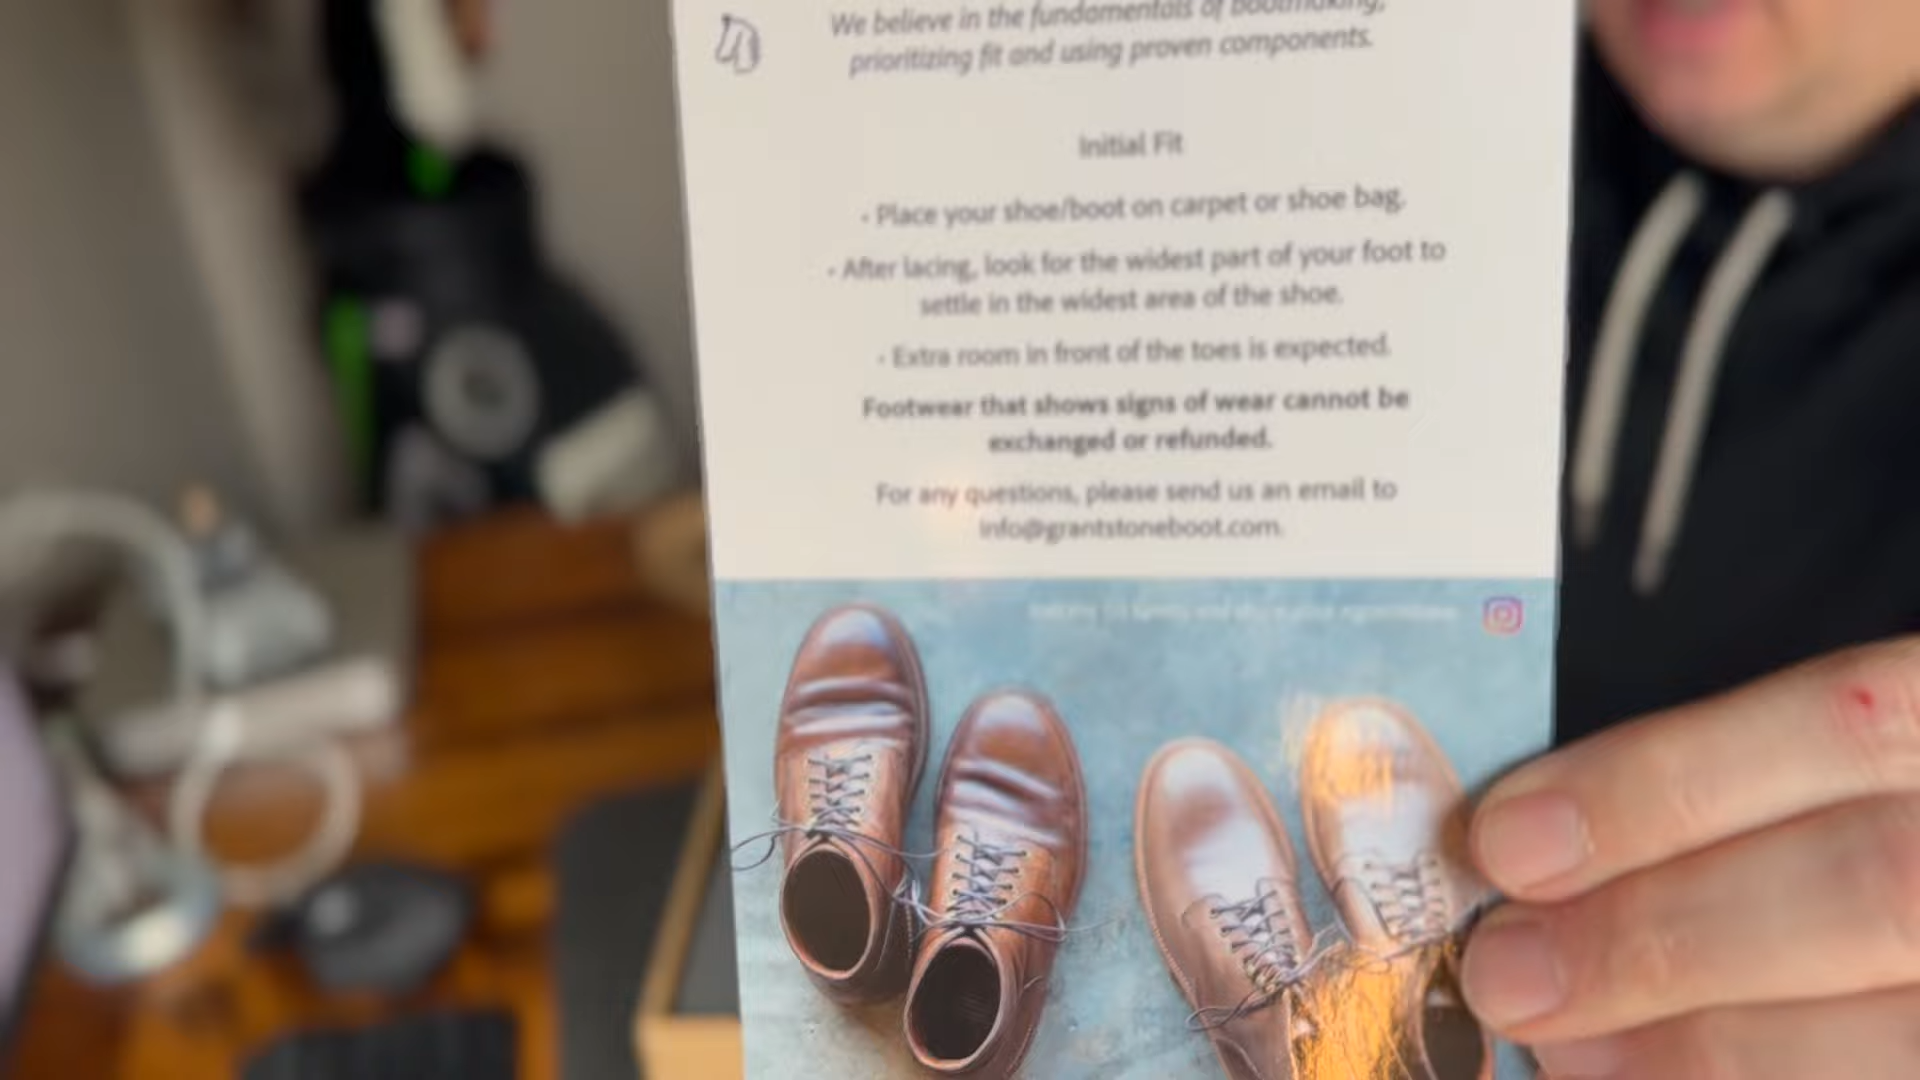 We believe in the fundamentals of bootmaking,
prioritizing fit and using proven components.
Initial Fit
• Place your shoe/boot on carpet or shoe bag.
• After lacing, look for the widest part of your foot to
settle in the widest area of the shoe.
• Extra room in front of the toes is expected.
Footwear that shows signs of wear cannot be
exchanged or refunded.
For any questions, please send us an email to
info@grantstoneboot.com.